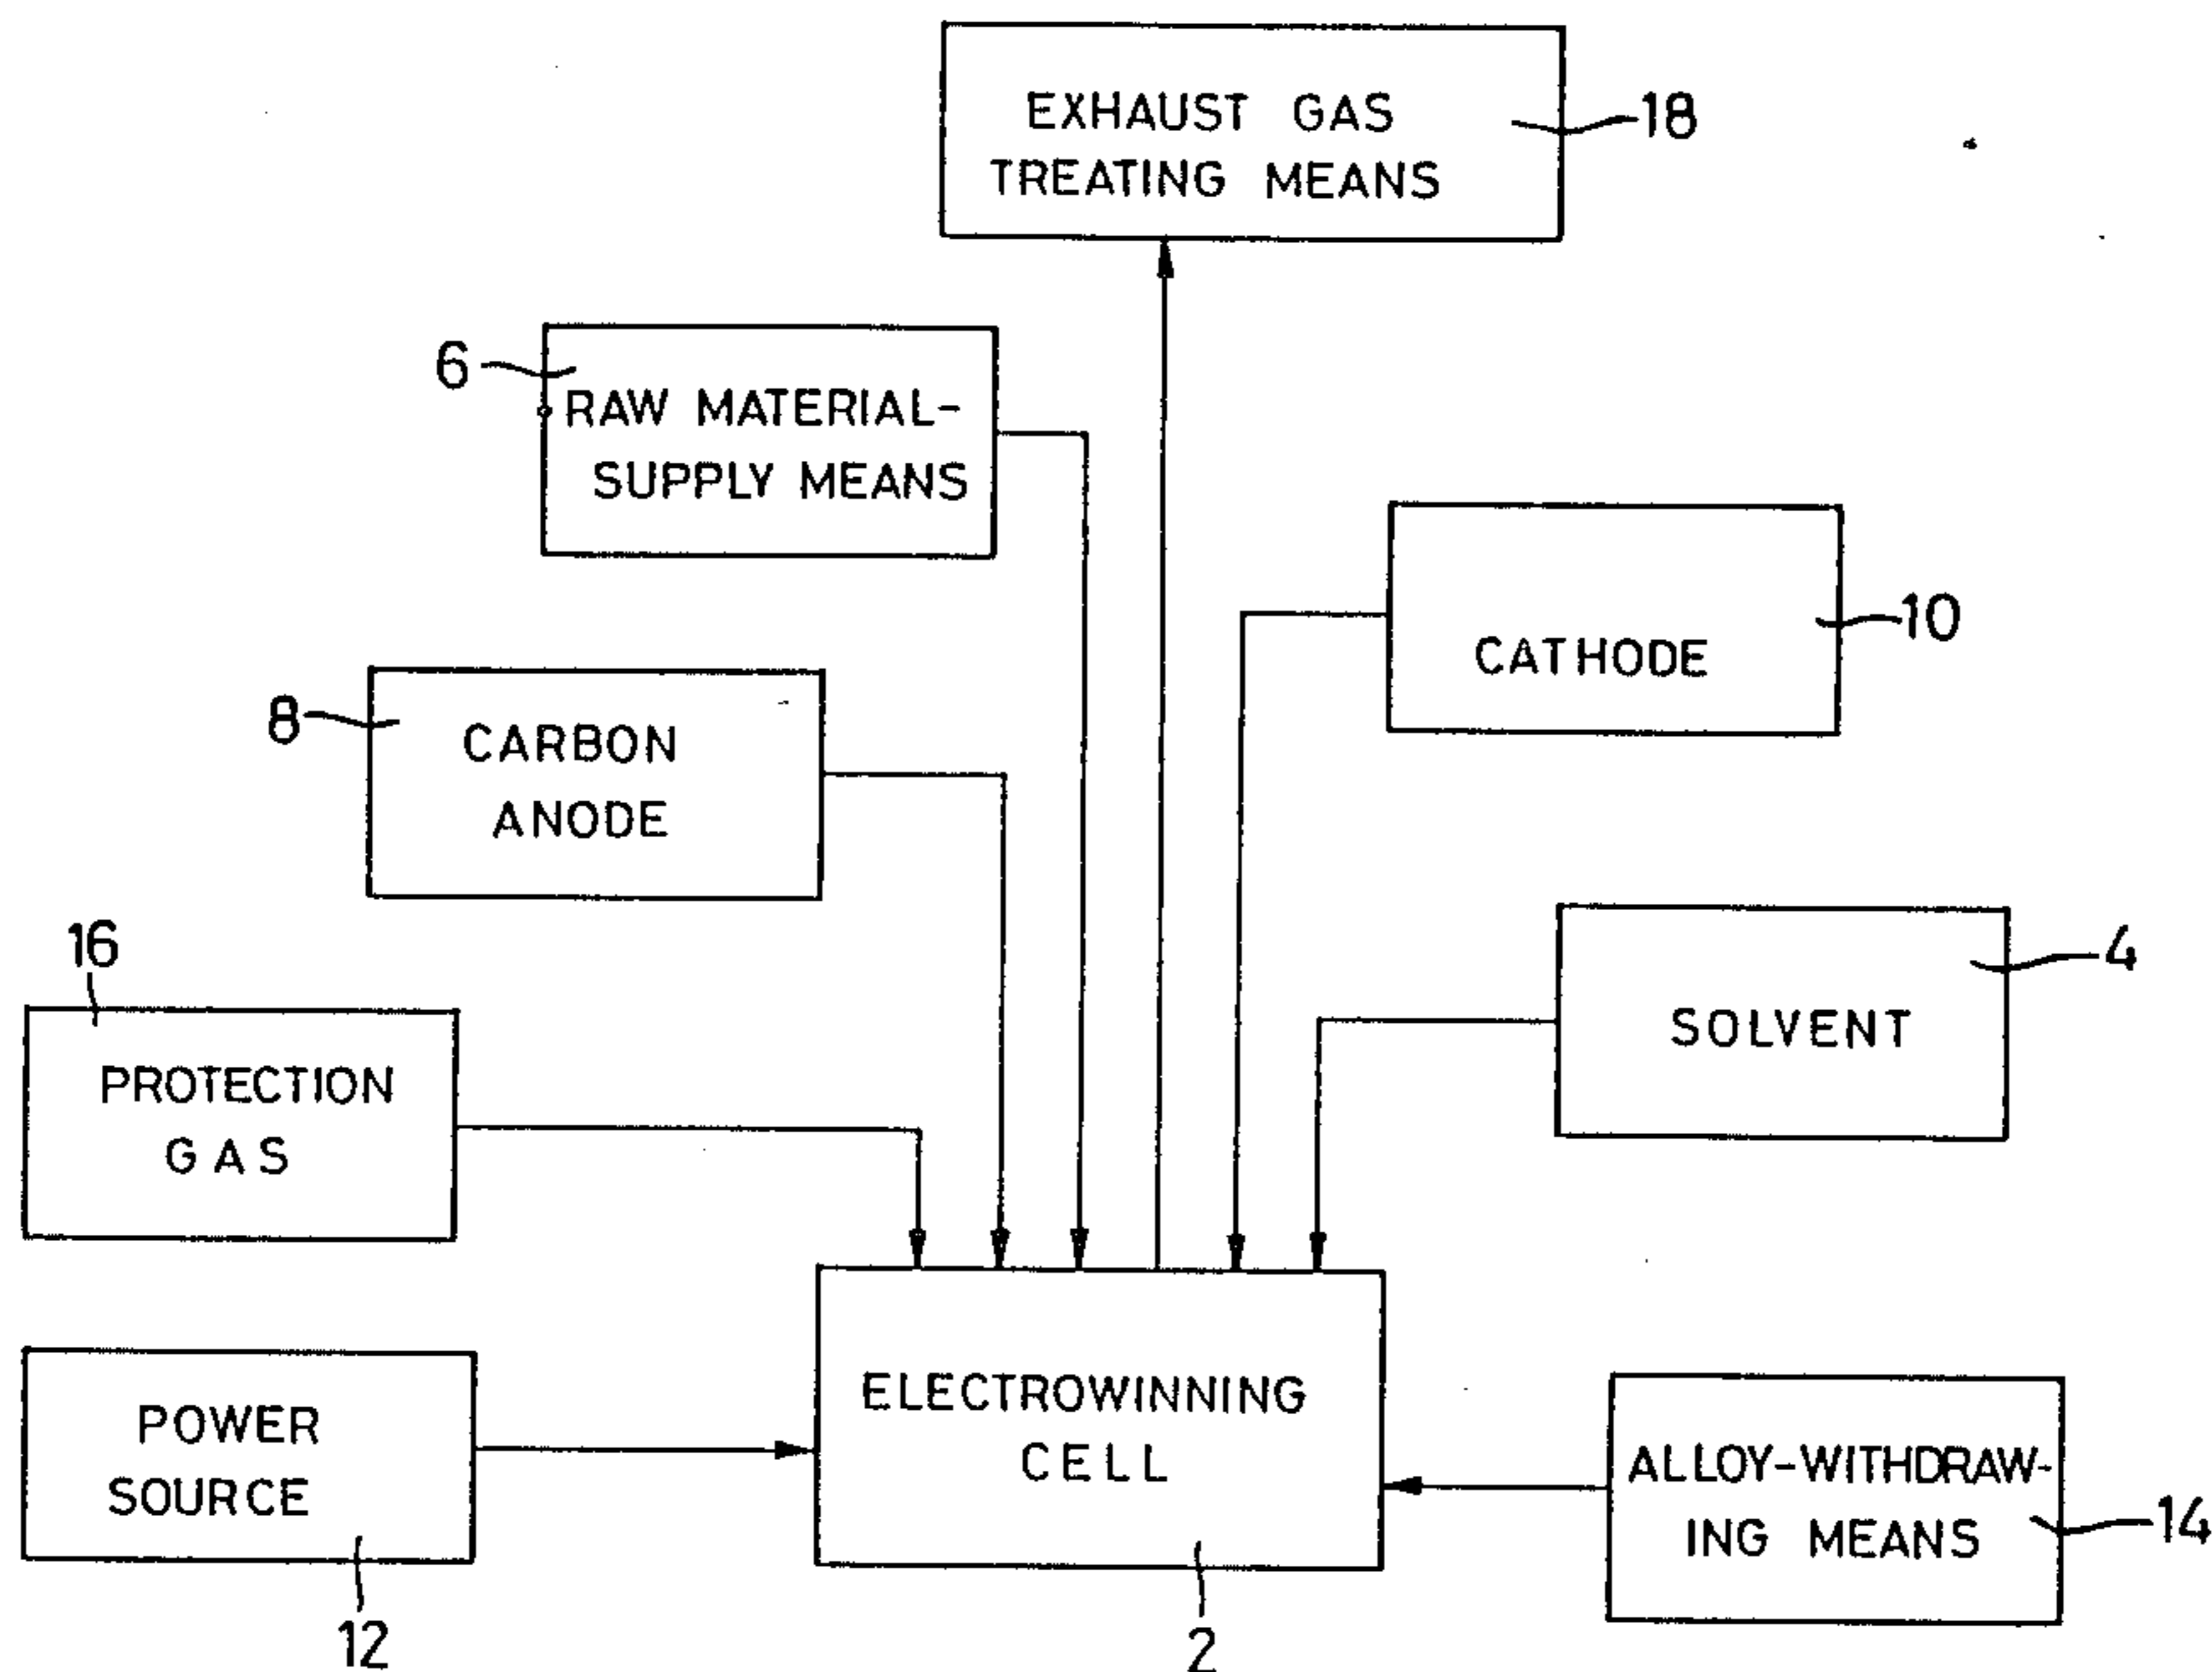 EXHAUST GAS
TREATING MEANS
18
6
RAW MATERIAL-
SUPPLY MEANS
10
CATHODE
8
CARBON
ANODE
16
4
SOLVENT
PROTECTION
GAS
ELECTROWINNING
CELL
POWER
SOURCE
ALLOY-WITHDRAW-
ING MEANS
14
12
2